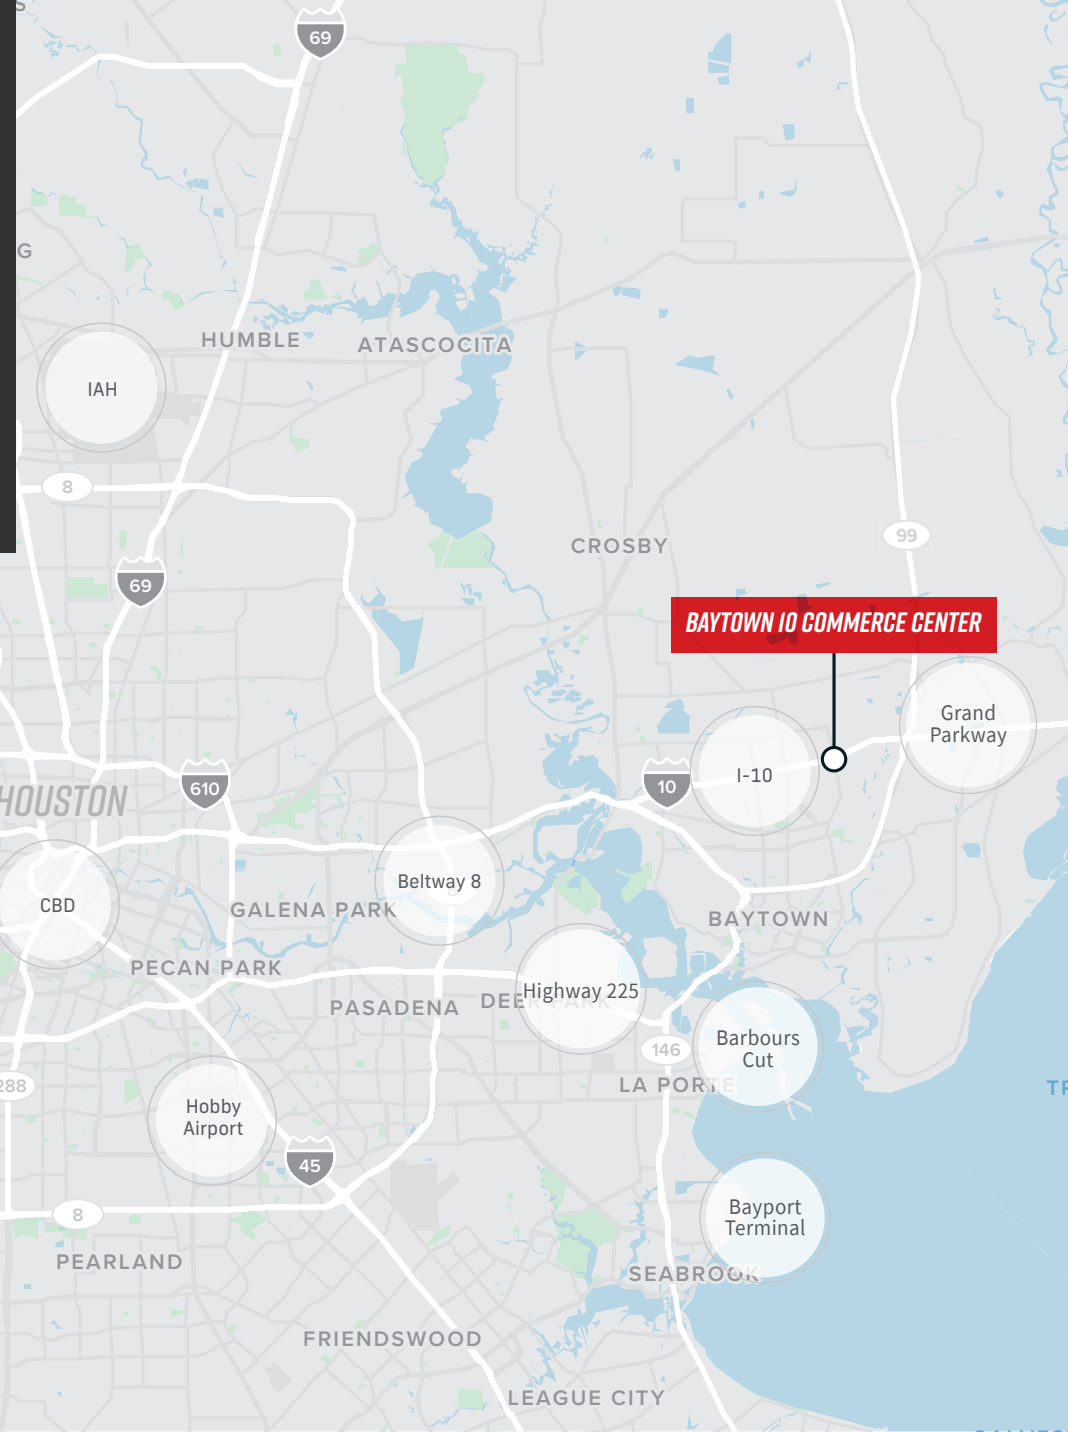 69
G
HUMBLE
ATASCOCITA
IAH
8
CROSBY
99
69
BAYTOWN 10 COMMERCE CENTER
Grand
Parkway
I-10
10
610
HOUSTON
Beltway 8
CBD
GALENA PARK
BAYTOWN
PECAN PARK
Highway 225
DEER PARK
PASADENA
Barbours
Cut
146
LA PORTE
288
Hobby
Airport
45
8
Bayport
Terminal
PEARLAND
SEABROOK
FRIENDSWOOD
LEAGUE CITY